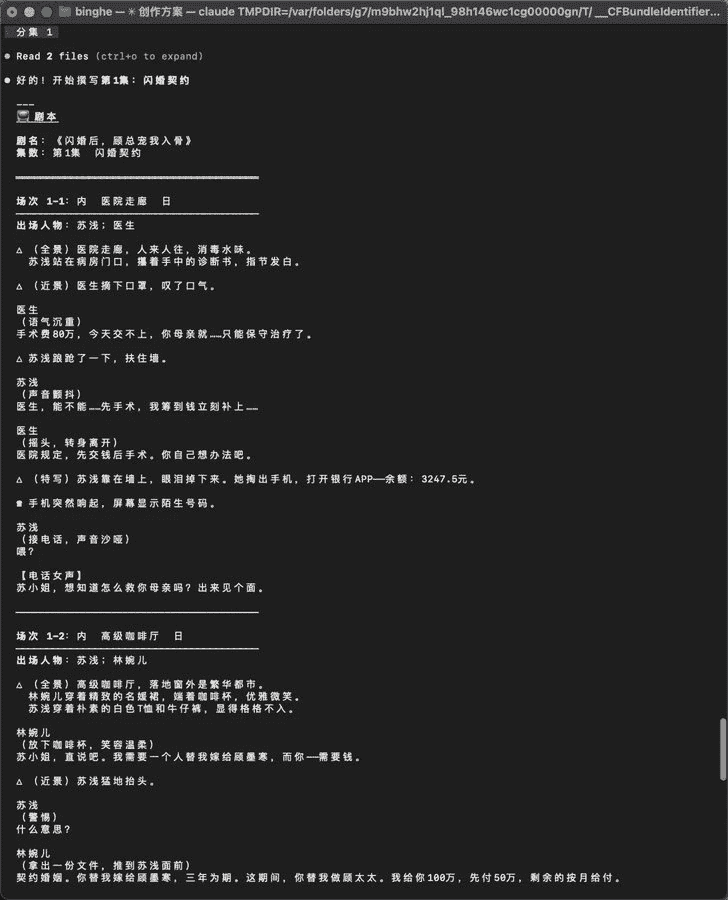 binghe — ✳ 创作方案 — claude TMPDIR=/var/folders/g7/m9bhw2hj1ql_98h146wc1cg00000gn/T/ __CFBundleIdentifier...
分集 1
● Read 2 files (ctrl+o to expand)
● 好的！开始撰写第1集：闪婚契约
———
剧本
剧名：《闪婚后，顾总宠我入骨》
集数：第1集 闪婚契约
场次 1-1：内 医院走廊 日
出场人物：苏浅；医生
△（全景）医院走廊，人来人往，消毒水味。
苏浅站在病房门口，攥着手中的诊断书，指节发白。
△（近景）医生摘下口罩，叹了口气。
医生
（语气沉重）
手术费80万，今天交不上，你母亲就……只能保守治疗了。
△ 苏浅踉跄了一下，扶住墙。
苏浅
（声音颤抖）
医生，能不能……先手术，我筹到钱立刻补上……
医生
（摇头，转身离开）
医院规定，先交钱后手术。你自己想办法吧。
△（特写）苏浅靠在墙上，眼泪掉下来。她掏出手机，打开银行APP——余额：3247.5元。
☎ 手机突然响起，屏幕显示陌生号码。
苏浅
（接电话，声音沙哑）
喂？
【电话女声】
苏小姐，想知道怎么救你母亲吗？出来见个面。
场次 1-2：内 高级咖啡厅 日
出场人物：苏浅；林婉儿
△（全景）高级咖啡厅，落地窗外是繁华都市。
林婉儿穿着精致的名媛裙，端着咖啡杯，优雅微笑。
苏浅穿着朴素的白色T恤和牛仔裤，显得格格不入。
林婉儿
（放下咖啡杯，笑容温柔）
苏小姐，直说吧。我需要一个人替我嫁给顾墨寒，而你——需要钱。
△（近景）苏浅猛地抬头。
苏浅
（警惕）
什么意思？
林婉儿
（拿出一份文件，推到苏浅面前）
契约婚姻。你替我嫁给顾墨寒，三年为期。这期间，你替我做顾太太。我给你100万，先付50万，剩余的按月给付。